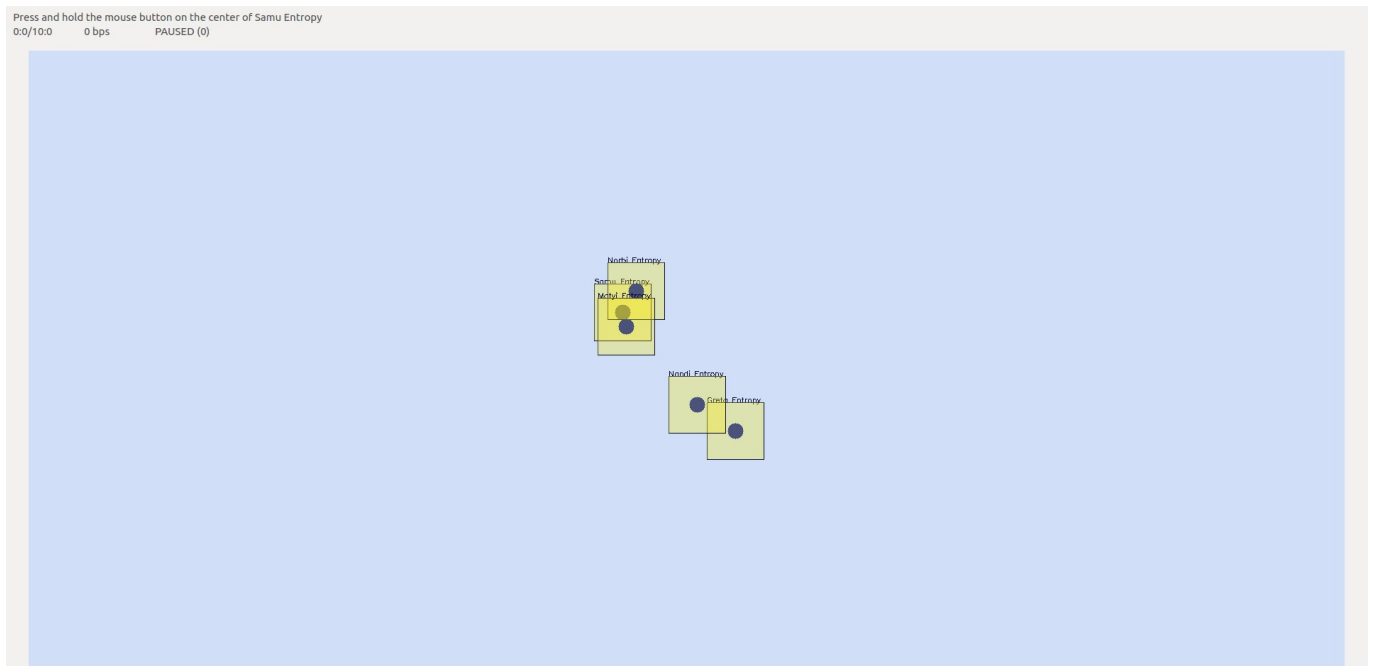 Press and hold the mouse button on the center of Samu Entropy
0:0/10:0 0 bps PAUSED (0)
Norbi Entropy
Samu Entropy
Matyi Entropy
Nandi Entropy
Greta Entropy